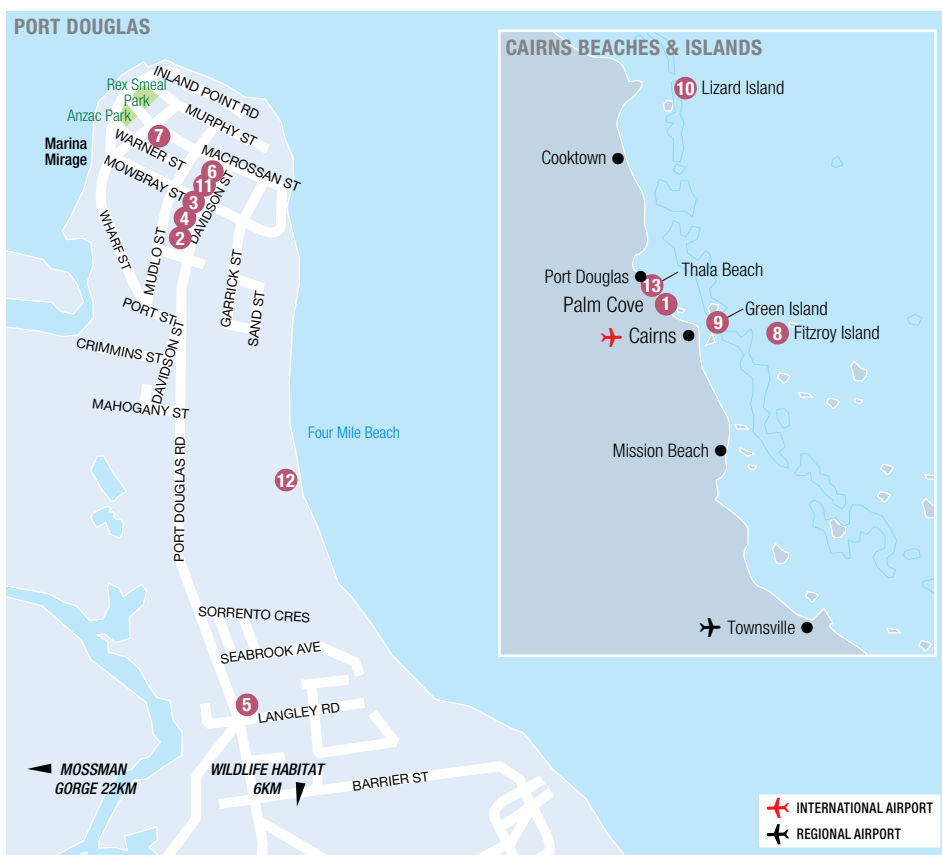 PORT DOUGLAS
INLAND POINT RD
Rex Smeal
Park
MURPHY ST
Anzac Park
7
Marina
Mirage
WARNER ST
MACROSSAN ST
6
MOWBRAY ST
11
3
DAVIDSON ST
4
2
WHARF ST
MUDLO ST
GARRICK ST
SAND ST
PORT ST
CRIMMINS ST
DAVIDSON ST
MAHOGANY ST
Four Mile Beach
12
PORT DOUGLAS RD
SORRENTO CRES
SEABROOK AVE
5
LANGLEY RD
MOSSMAN
GORGE 22KM
WILDLIFE HABITAT
6KM
BARRIER ST
CAIRNS BEACHES & ISLANDS
10
Lizard Island
Cooktown
Port Douglas
13
Thala Beach
Palm Cove
1
Green Island
9
8
Fitzroy Island
Cairns
Mission Beach
Townsville
INTERNATIONAL AIRPORT
REGIONAL AIRPORT